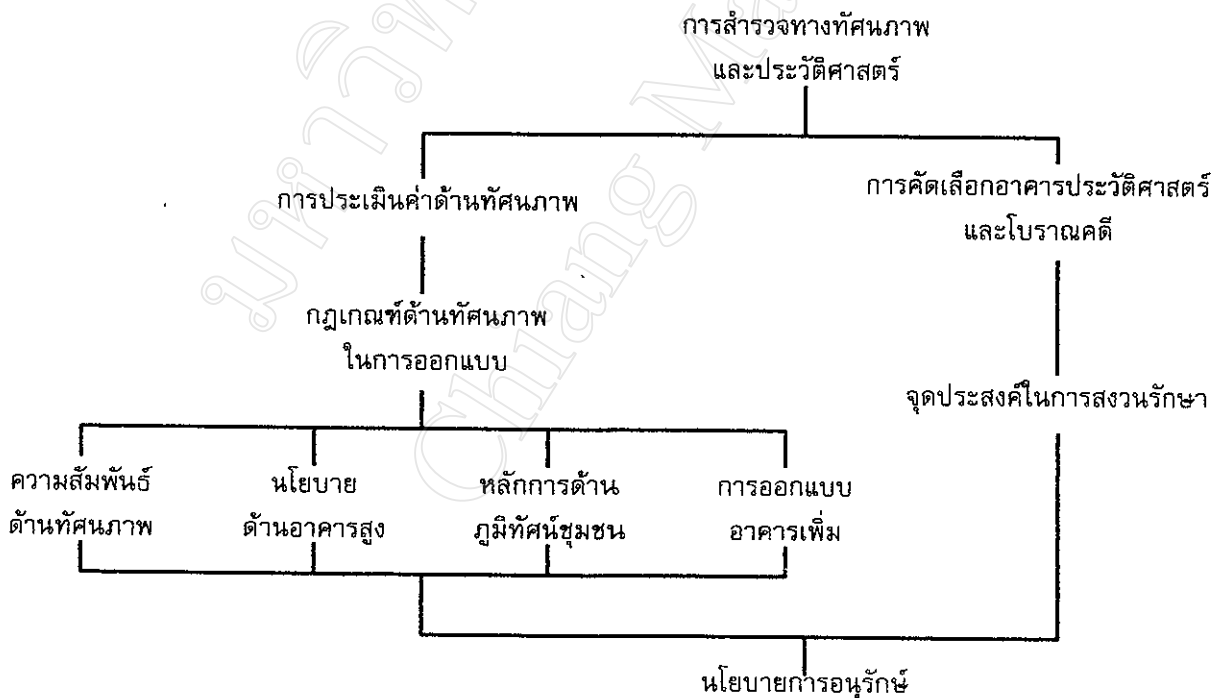 การสำรวจทางทัศนภาพ
และประวัติศาสตร์
การประเมินค่าด้านทัศนภาพ
การคัดเลือกอาคารประวัติศาสตร์
และโบราณคดี
กฎเกณฑ์ด้านทัศนภาพ
ในการออกแบบ
จุดประสงค์ในการสงวนรักษา
ความสัมพันธ์
ด้านทัศนภาพ
นโยบาย
ด้านอาคารสูง
หลักการด้าน
ภูมิทัศน์ชุมชน
การออกแบบ
อาคารเพิ่ม
นโยบายการอนุรักษ์
มหาวิท
Chiang Ma